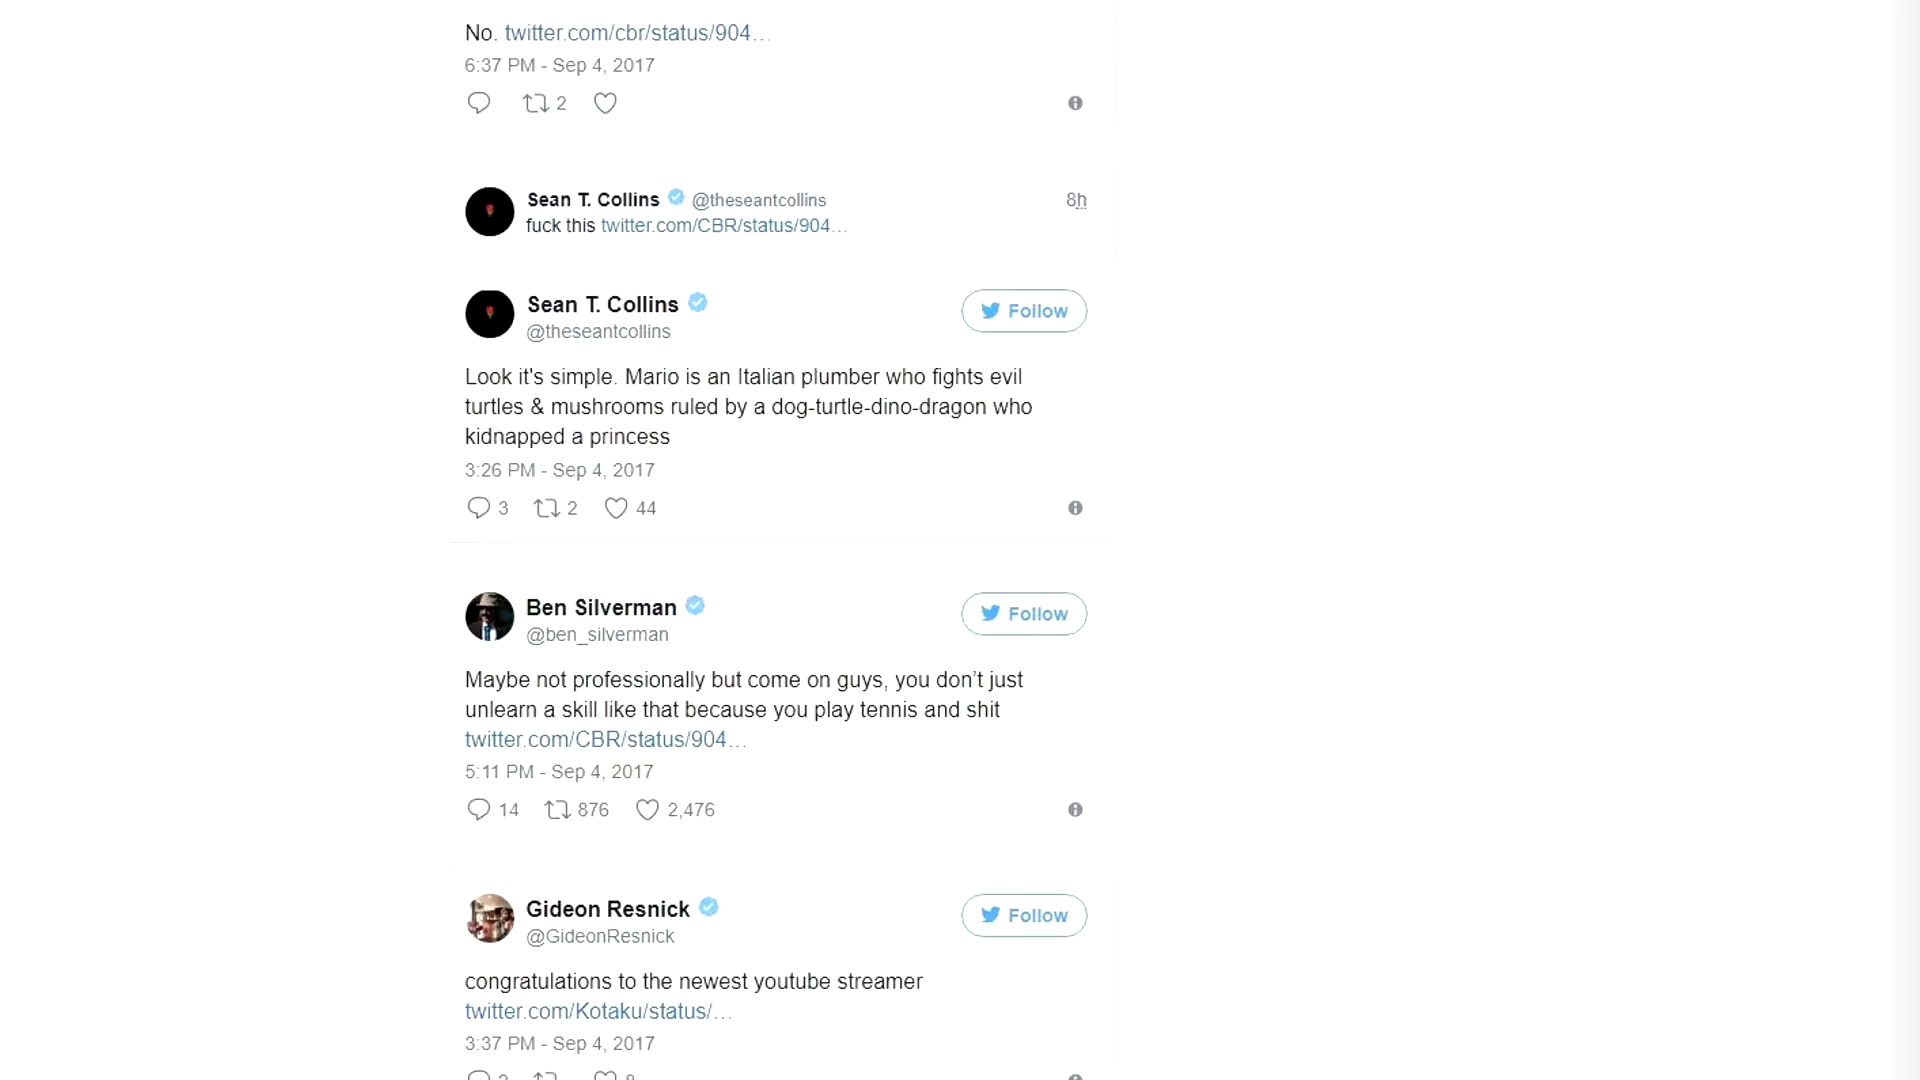 No. twitter.com/cbr/status/904...
6:37 PM - Sep 4, 2017
2
Sean T. Collins @theseantcollins 8h
fuck this twitter.com/CBR/status/904...
Sean T. Collins
Follow
@theseantcollins
Look it's simple. Mario is an Italian plumber who fights evil
turtles & mushrooms ruled by a dog-turtle-dino-dragon who
kidnapped a princess
3:26 PM - Sep 4, 2017
3 2 44
Ben Silverman
Follow
@ben_silverman
Maybe not professionally but come on guys, you don’t just
unlearn a skill like that because you play tennis and shit
twitter.com/CBR/status/904...
5:11 PM - Sep 4, 2017
14 876 2,476
Gideon Resnick
Follow
@GideonResnick
congratulations to the newest youtube streamer
twitter.com/Kotaku/status/...
3:37 PM - Sep 4, 2017